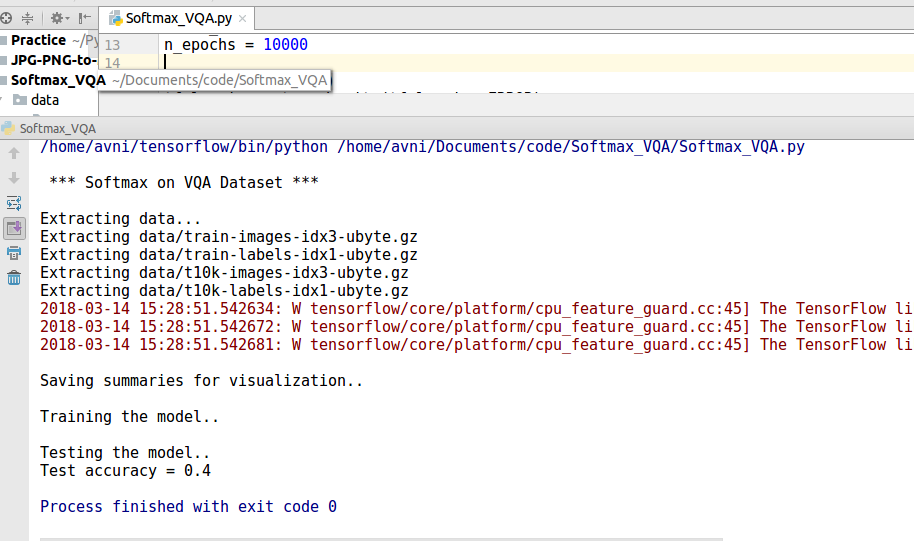 Softmax_VQA.py
Practice ~/Py
13 n_epochs = 10000
JPG-PNG-to-
14
Softmax_VQA ~/Documents/code/Softmax_VQA
data
Softmax_VQA
/home/avni/tensorflow/bin/python /home/avni/Documents/code/Softmax_VQA/Softmax_VQA.py
*** Softmax on VQA Dataset ***
Extracting data...
Extracting data/train-images-idx3-ubyte.gz
Extracting data/train-labels-idx1-ubyte.gz
Extracting data/t10k-images-idx3-ubyte.gz
Extracting data/t10k-labels-idx1-ubyte.gz
2018-03-14 15:28:51.542634: W tensorflow/core/platform/cpu_feature_guard.cc:45] The TensorFlow li
2018-03-14 15:28:51.542672: W tensorflow/core/platform/cpu_feature_guard.cc:45] The TensorFlow li
2018-03-14 15:28:51.542681: W tensorflow/core/platform/cpu_feature_guard.cc:45] The TensorFlow li
Saving summaries for visualization..
Training the model..
Testing the model..
Test accuracy = 0.4
Process finished with exit code 0